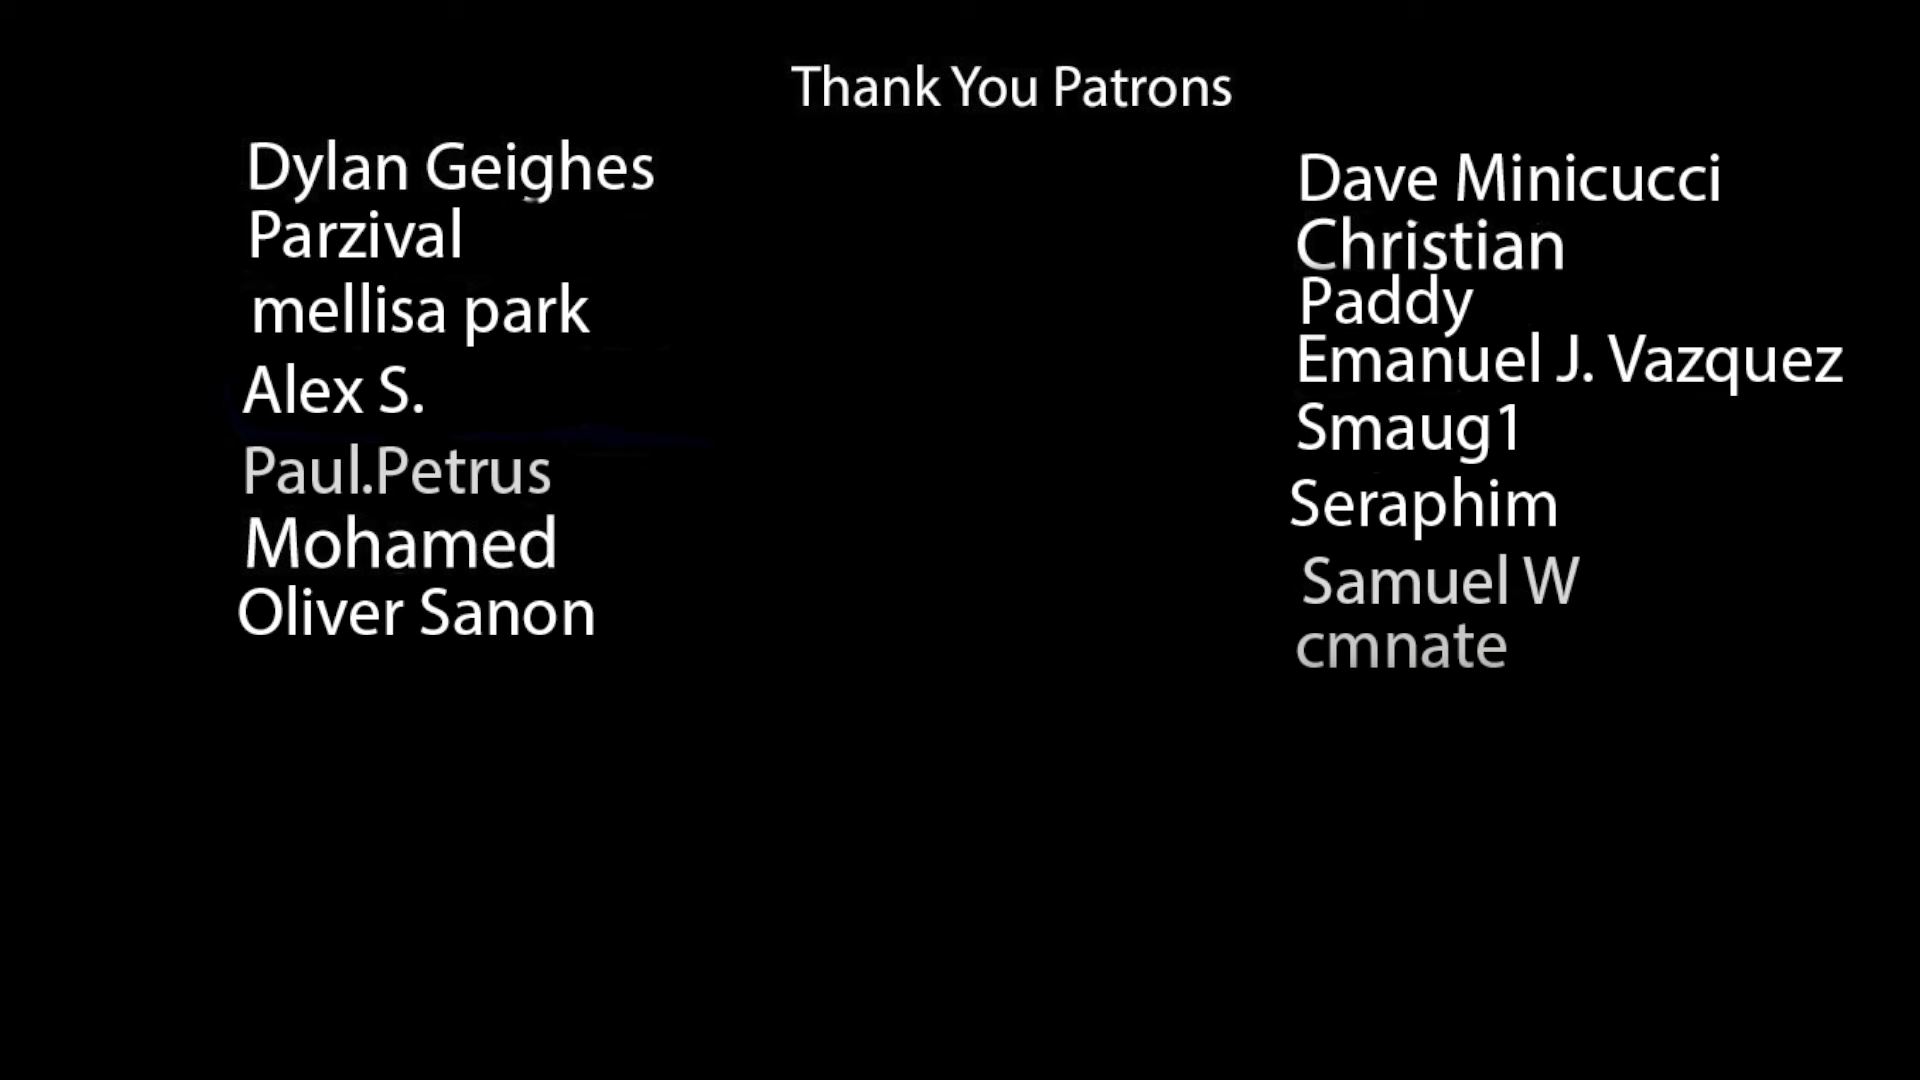 Thank You Patrons
Dylan Geighes
Parzival
mellisa park
Alex S.
Paul.Petrus
Mohamed
Oliver Sanon
Dave Minicucci
Christian
Paddy
Emanuel J. Vazquez
Smaug1
Seraphim
Samuel W
cmnate